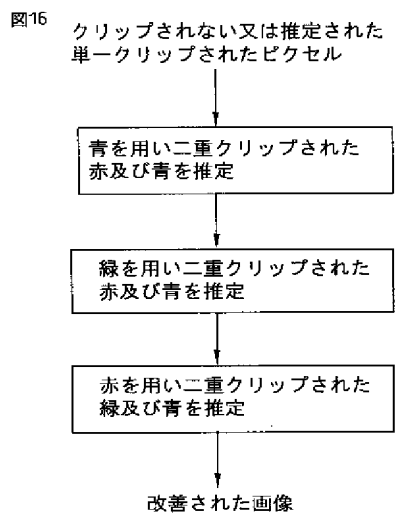 図16
クリップされない又は推定された
単一クリップされたピクセル
青を用い二重クリップされた
赤及び青を推定
緑を用い二重クリップされた
赤及び青を推定
赤を用い二重クリップされた
緑及び青を推定
改善された画像